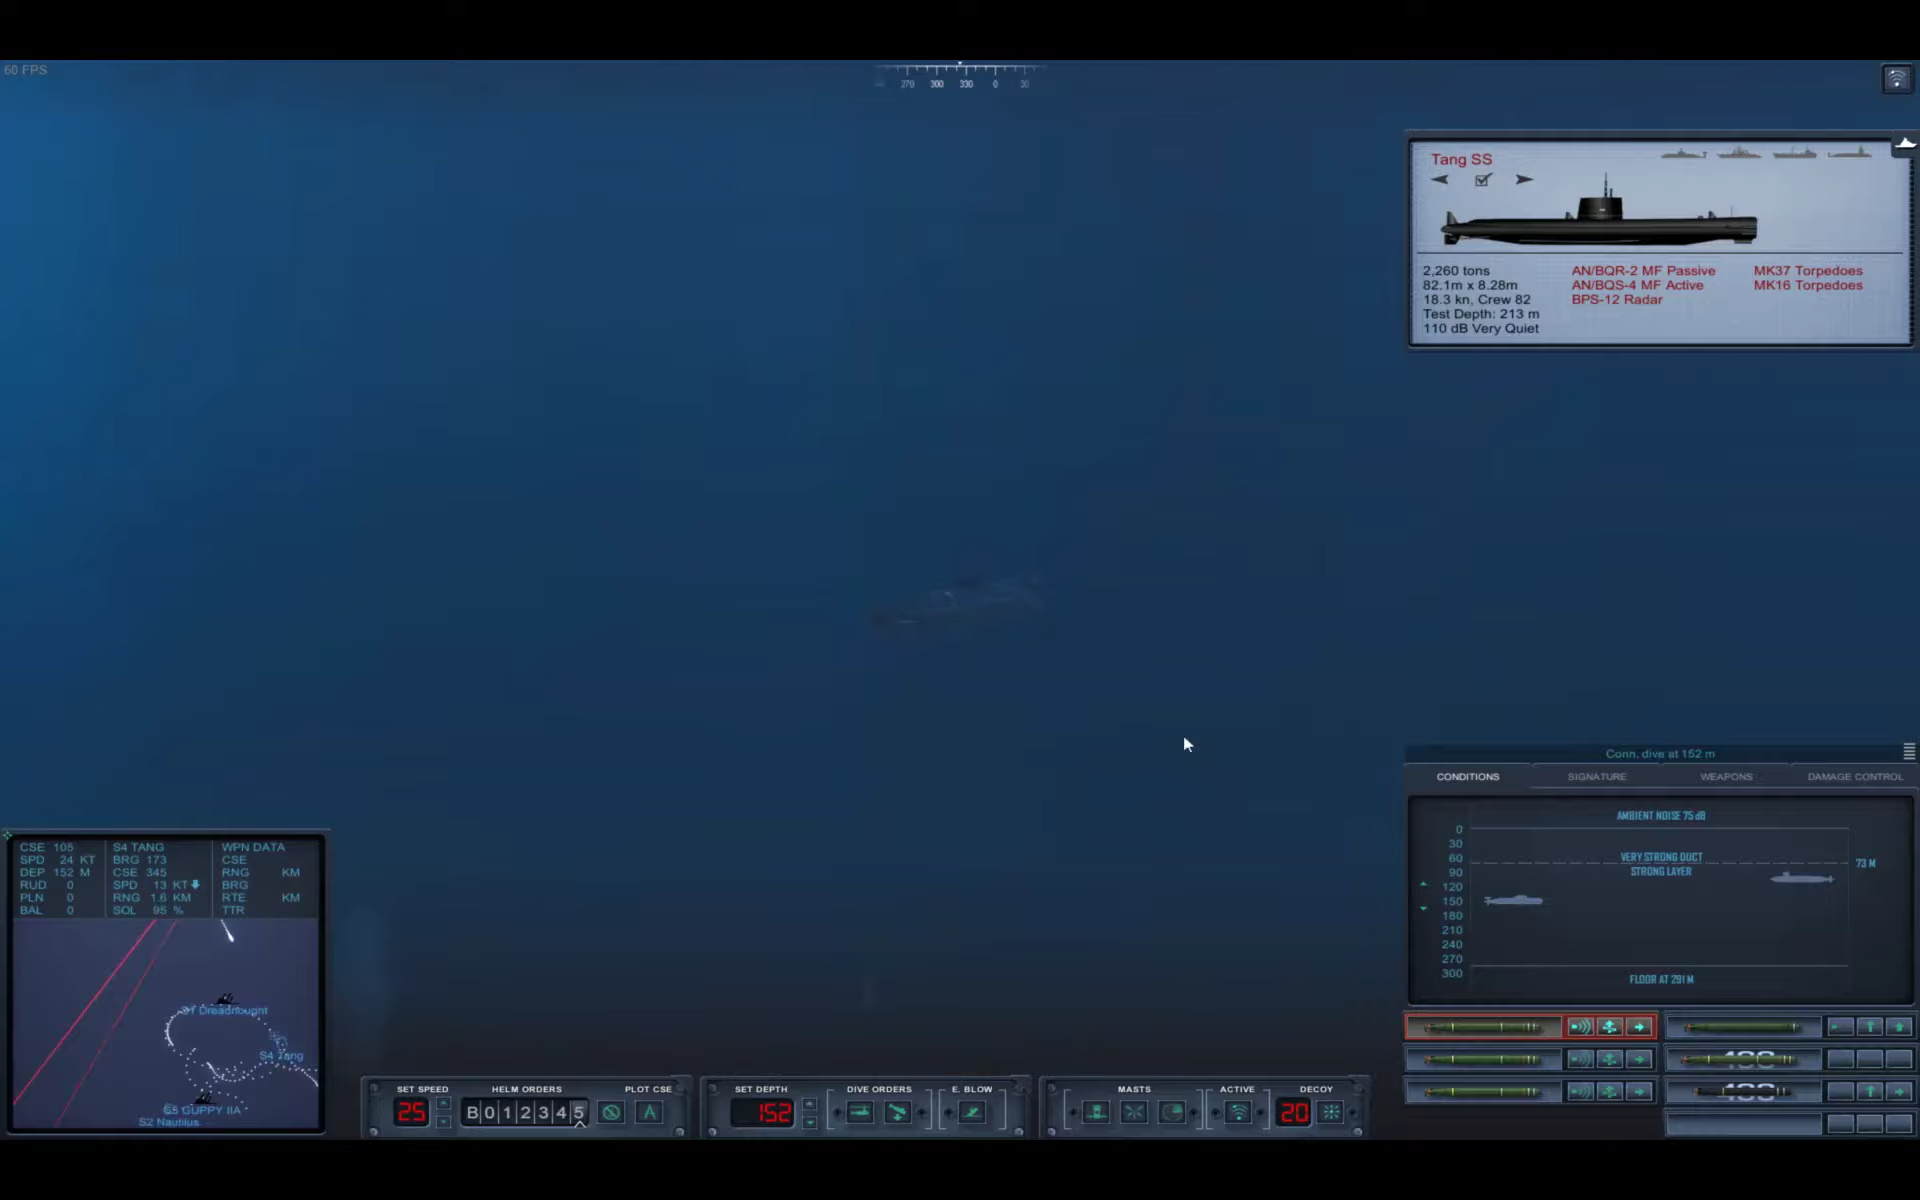 60 FPS
270 300 330 0 30
Tang SS
2,260 tons
82.1m x 8.28m
18.3 kn, Crew 82
Test Depth: 213 m
110 dB Very Quiet
AN/BQR-2 MF Passive
AN/BQS-4 MF Active
BPS-12 Radar
MK37 Torpedoes
MK16 Torpedoes
Conn, dive at 152 m
CONDITIONS SIGNATURE WEAPONS DAMAGE CONTROL
AMBIENT NOISE 75 dB
0
30
60
90
120
150
180
210
240
270
300
VERY STRONG DUCT
STRONG LAYER
73 M
FLOOR AT 291 M
CSE 105
SPD 24 KT
DEP 152 M
RUD 0
PLN 0
BAL 0
S4 TANG
BRG 173
CSE 345
SPD 13 KT
RNG 1.6 KM
SOL 95 %
WPN DATA
CSE
RNG KM
BRG
RTE KM
TTR
Dreadnought
S4 Tang
GUPPY IIA
S2 Nautilus
SET SPEED HELM ORDERS PLOT CSE
25 B 0 1 2 3 4 5 A
SET DEPTH DIVE ORDERS E. BLOW
152
MASTS ACTIVE DECOY
20